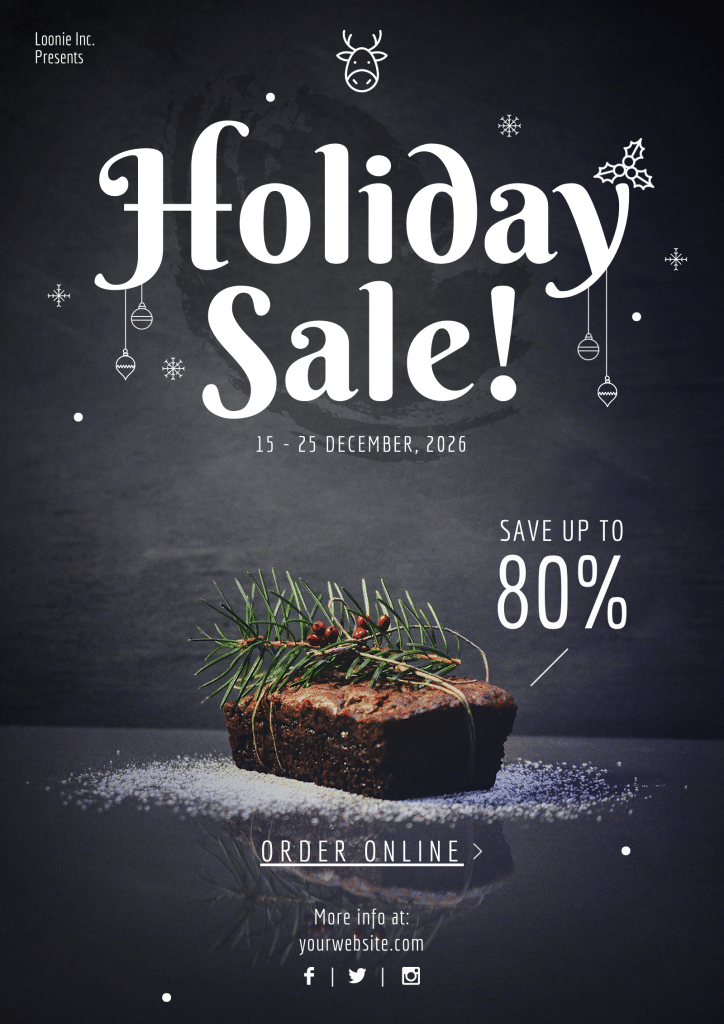 Loonie Inc.
Presents
Holiday
Sale!
15 - 25 DECEMBER, 2026
SAVE UP TO
80%
ORDER ONLINE >
More info at:
yourwebsite.com